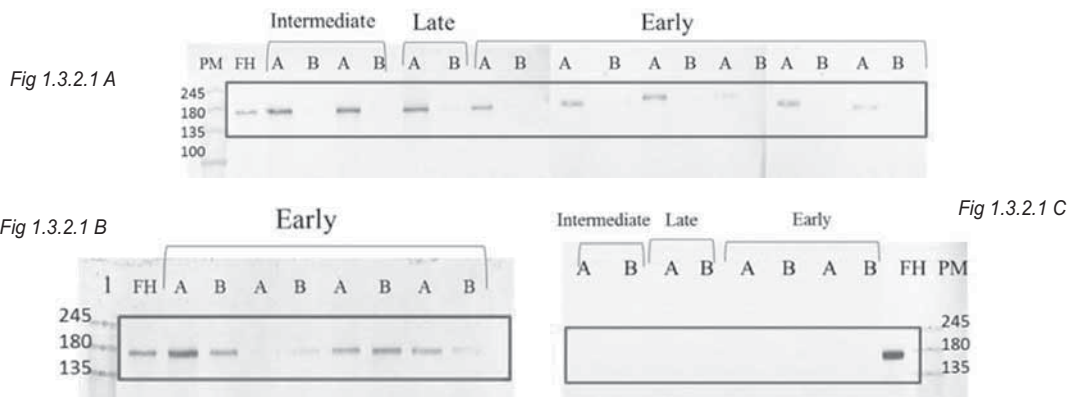 Intermediate Late Early
PM FH A B A B A B A B A B A B A B A B A B
Fig 1.3.2.1 A
245
180
135
100
Fig 1.3.2.1 B
Early
l FH A B A B A B A B
245
180
135
Fig 1.3.2.1 C
Intermediate Late Early
A B A B A B A B FH PM
245
180
135